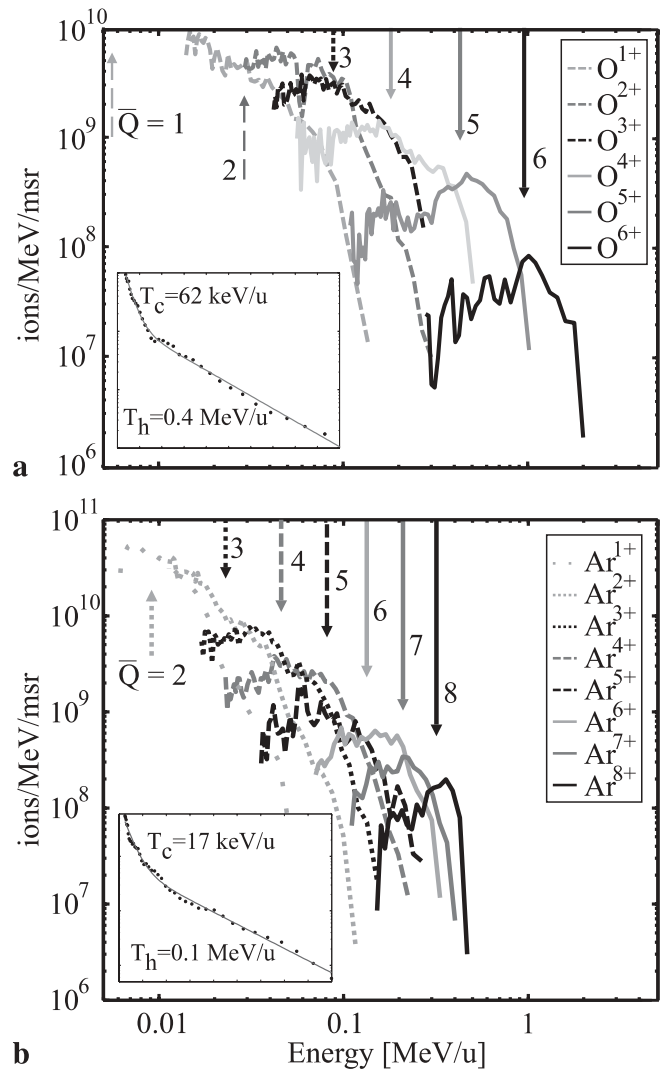 10^10
10^9
10^8
10^7
10^6
ions/MeV/msr
Q̅ = 1
2
3
4
5
6
O^1+
O^2+
O^3+
O^4+
O^5+
O^6+
T_c=62 keV/u
T_h=0.4 MeV/u
a
10^11
10^10
10^9
10^8
10^7
10^6
ions/MeV/msr
Q̅ = 2
3
4
5
6
7
8
Ar^1+
Ar^2+
Ar^3+
Ar^4+
Ar^5+
Ar^6+
Ar^7+
Ar^8+
T_c=17 keV/u
T_h=0.1 MeV/u
0.01
0.1
1
Energy [MeV/u]
b